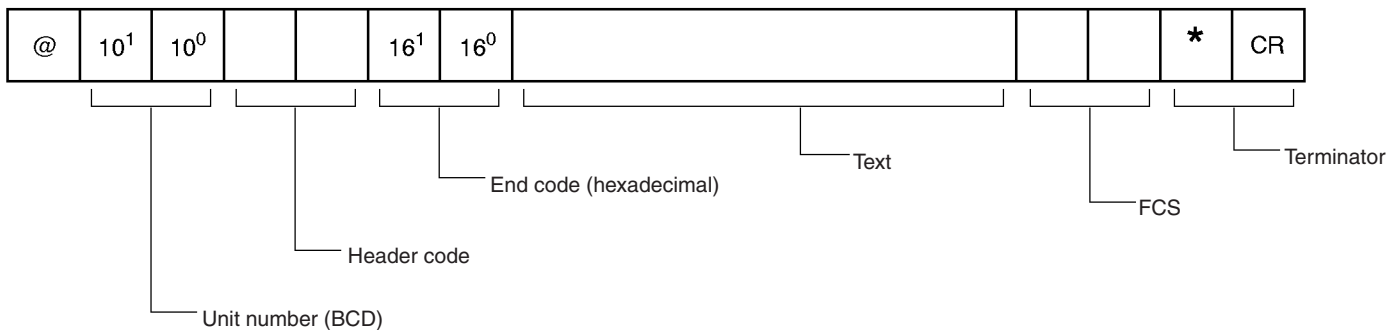 @ 10¹ 10⁰ 16¹ 16⁰ * CR
Text
Terminator
End code (hexadecimal)
FCS
Header code
Unit number (BCD)